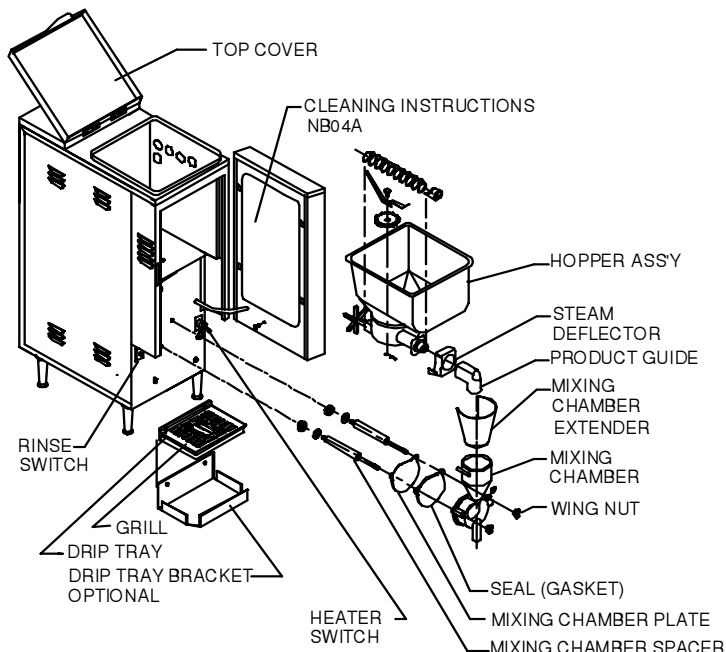 TOP COVER
CLEANING INSTRUCTIONS
NB04A
HOPPER ASS'Y
STEAM
DEFLECTOR
PRODUCT GUIDE
MIXING
CHAMBER
EXTENDER
MIXING
CHAMBER
WING NUT
RINSE
SWITCH
GRILL
DRIP TRAY
DRIP TRAY BRACKET
OPTIONAL
HEATER
SWITCH
SEAL (GASKET)
MIXING CHAMBER PLATE
MIXING CHAMBER SPACER